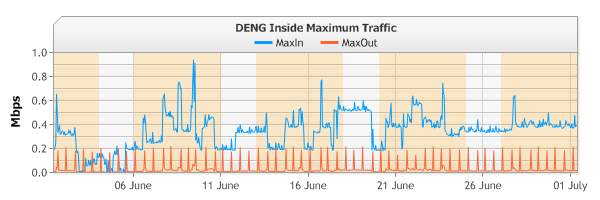 DENG Inside Maximum Traffic
MaxIn MaxOut
Mbps
1.0
0.8
0.6
0.4
0.2
0.0
06 June 11 June 16 June 21 June 26 June 01 July